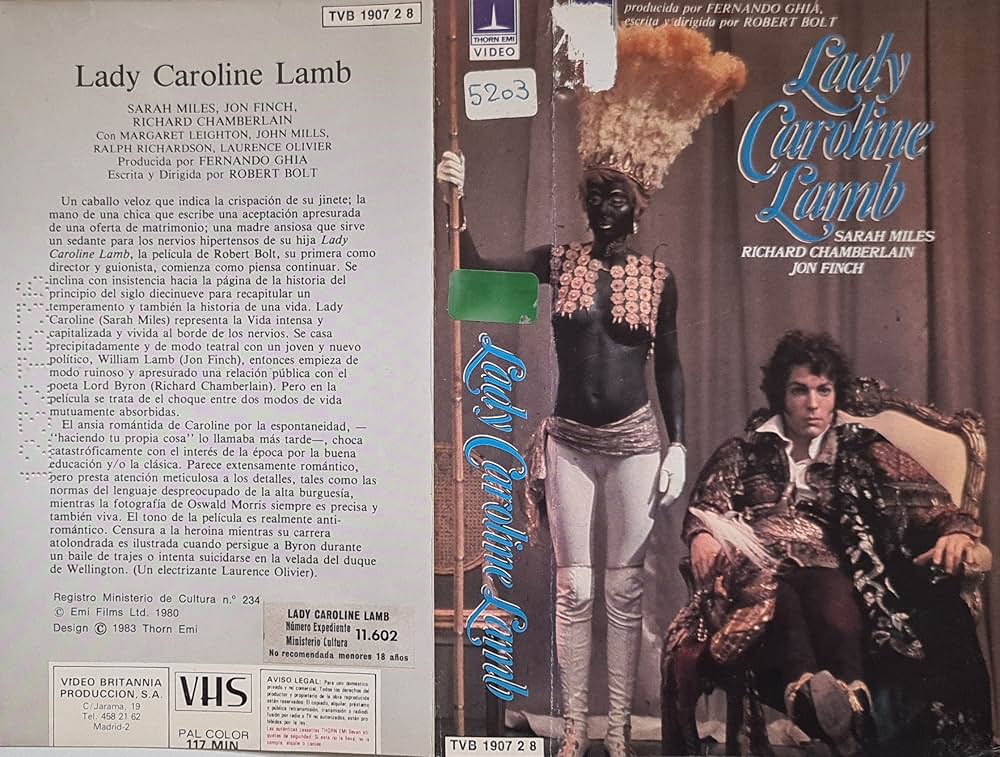 TVB 1907 2 8
Lady Caroline Lamb
SARAH MILES, JON FINCH,
RICHARD CHAMBERLAIN
Con MARGARET LEIGHTON, JOHN MILLS,
RALPH RICHARDSON, LAURENCE OLIVIER
Producida por FERNANDO GHIA
Escrita y Dirigida por ROBERT BOLT
Un caballo veloz que indica la crispación de su jinete; la
mano de una chica que escribe una aceptación apresurada
de una oferta de matrimonio; una madre ansiosa que sirve
un sedante para los nervios hipertensos de su hija Lady
Caroline Lamb, la película de Robert Bolt, su primera como
director y guionista, comienza como piensa continuar. Se
inclina con insistencia hacia la página de la historia del
principio del siglo diecinueve para recapitular un
temperamento y también la historia de una vida. Lady
Caroline (Sarah Miles) representa la Vida intensa y
capitalizada y vivida al borde de los nervios. Se casa
precipitadamente y de modo teatral con un joven y nuevo
político, William Lamb (Jon Finch), entonces empieza de
modo ruinoso y apresurado una relación pública con el
poeta Lord Byron (Richard Chamberlain). Pero en la
película se trata de el choque entre dos modos de vida
mutuamente absorbidas.
El ansia romántida de Caroline por la espontaneidad, —
"haciendo tu propia cosa" lo llamaba más tarde—, choca
catastróficamente con el interés de la época por la buena
educación y/o la clásica. Parece extensamente romántico,
pero presta atención meticulosa a los detalles, tales como las
normas del lenguaje despreocupado de la alta burguesía,
mientras la fotografía de Oswald Morris siempre es precisa y
también viva. El tono de la película es realmente anti-
romántico. Censura a la heroina mientras su carrera
atolondrada es ilustrada cuando persigue a Byron durante
un baile de trajes o intenta suicidarse en la velada del duque
de Wellington. (Un electrizante Laurence Olivier).
Registro Ministerio de Cultura n.º 234
© Emi Films Ltd. 1980
Design © 1983 Thorn Emi
LADY CAROLINE LAMB
Número Expediente 11.602
Ministerio Cultura
No recomendada menores 18 años
VIDEO BRITANNIA
PRODUCCION, S.A.
C/Jarama, 19
Tel. 458 21 62
Madrid-2
VHS
PAL COLOR
117 MIN
AVISO LEGAL: Para uso doméstico
privado y no comercial. Todos los derechos del
THORN EMI
VIDEO
5203
Lady Caroline Lamb
TVB 1907 2 8
producida por FERNANDO GHIA,
escrita y dirigida por ROBERT BOLT
Lady
Caroline
Lamb
SARAH MILES
RICHARD CHAMBERLAIN
JON FINCH